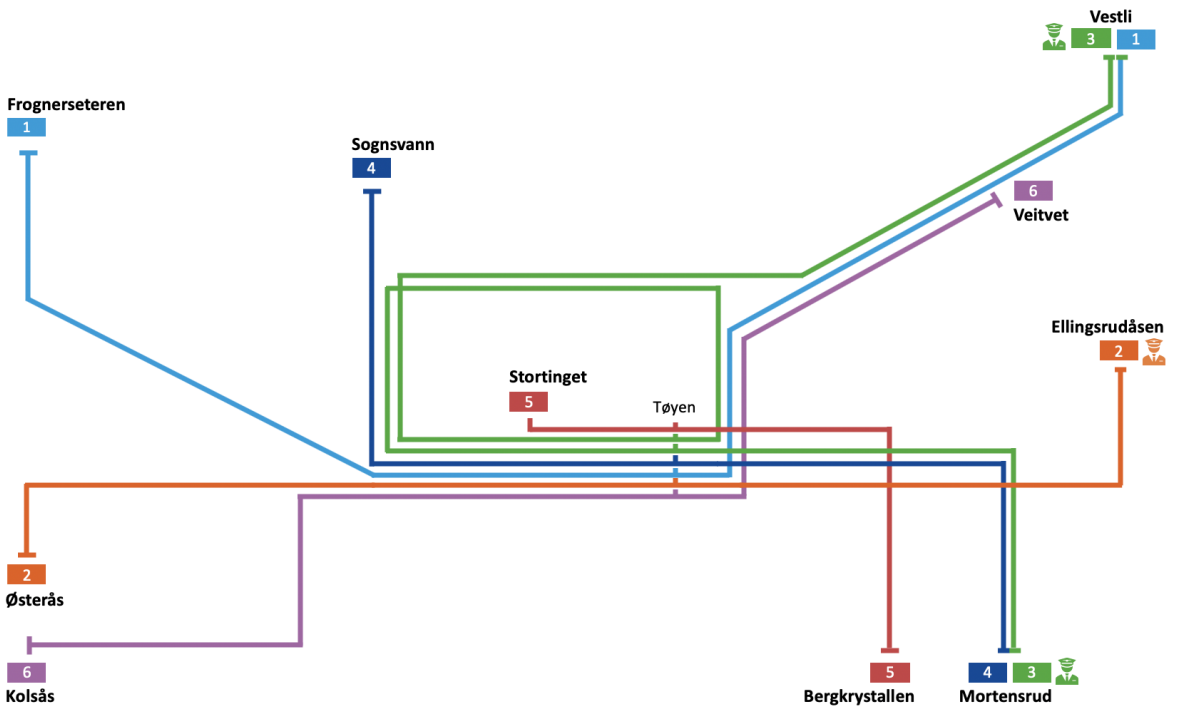 Vestli
3 1
Frognerseteren
1
Sognsvann
4
6
Veitvet
Ellingsrudåsen
2
Stortinget
5
Tøyen
2
Østerås
6
Kolsås
5
Bergkrystallen
4 3
Mortensrud